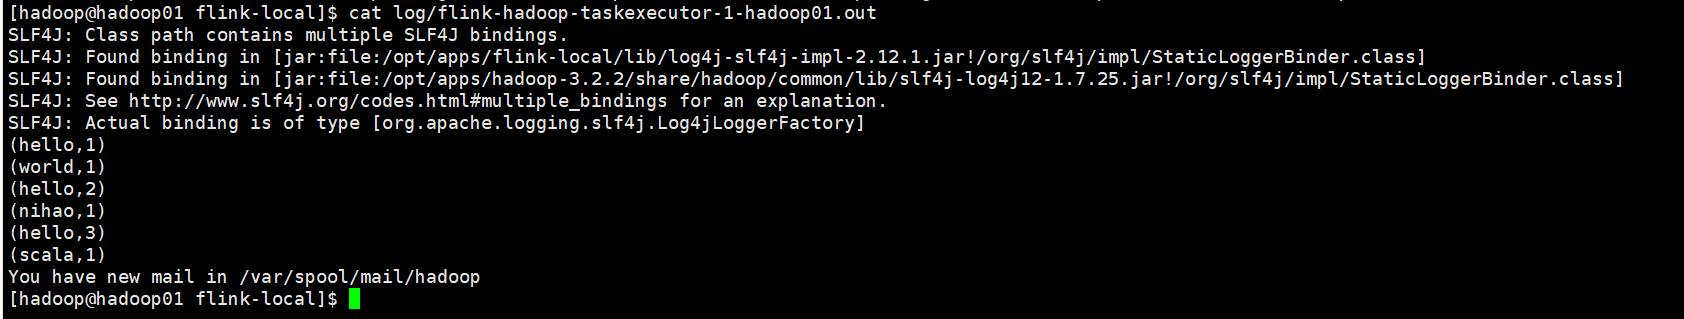 [hadoop@hadoop01 flink-local]$ cat log/flink-hadoop-taskexecutor-1-hadoop01.out
SLF4J: Class path contains multiple SLF4J bindings.
SLF4J: Found binding in [jar:file:/opt/apps/flink-local/lib/log4j-slf4j-impl-2.12.1.jar!/org/slf4j/impl/StaticLoggerBinder.class]
SLF4J: Found binding in [jar:file:/opt/apps/hadoop-3.2.2/share/hadoop/common/lib/slf4j-log4j12-1.7.25.jar!/org/slf4j/impl/StaticLoggerBinder.class]
SLF4J: See http://www.slf4j.org/codes.html#multiple_bindings for an explanation.
SLF4J: Actual binding is of type [org.apache.logging.slf4j.Log4jLoggerFactory]
(hello,1)
(world,1)
(hello,2)
(nihao,1)
(hello,3)
(scala,1)
You have new mail in /var/spool/mail/hadoop
[hadoop@hadoop01 flink-local]$